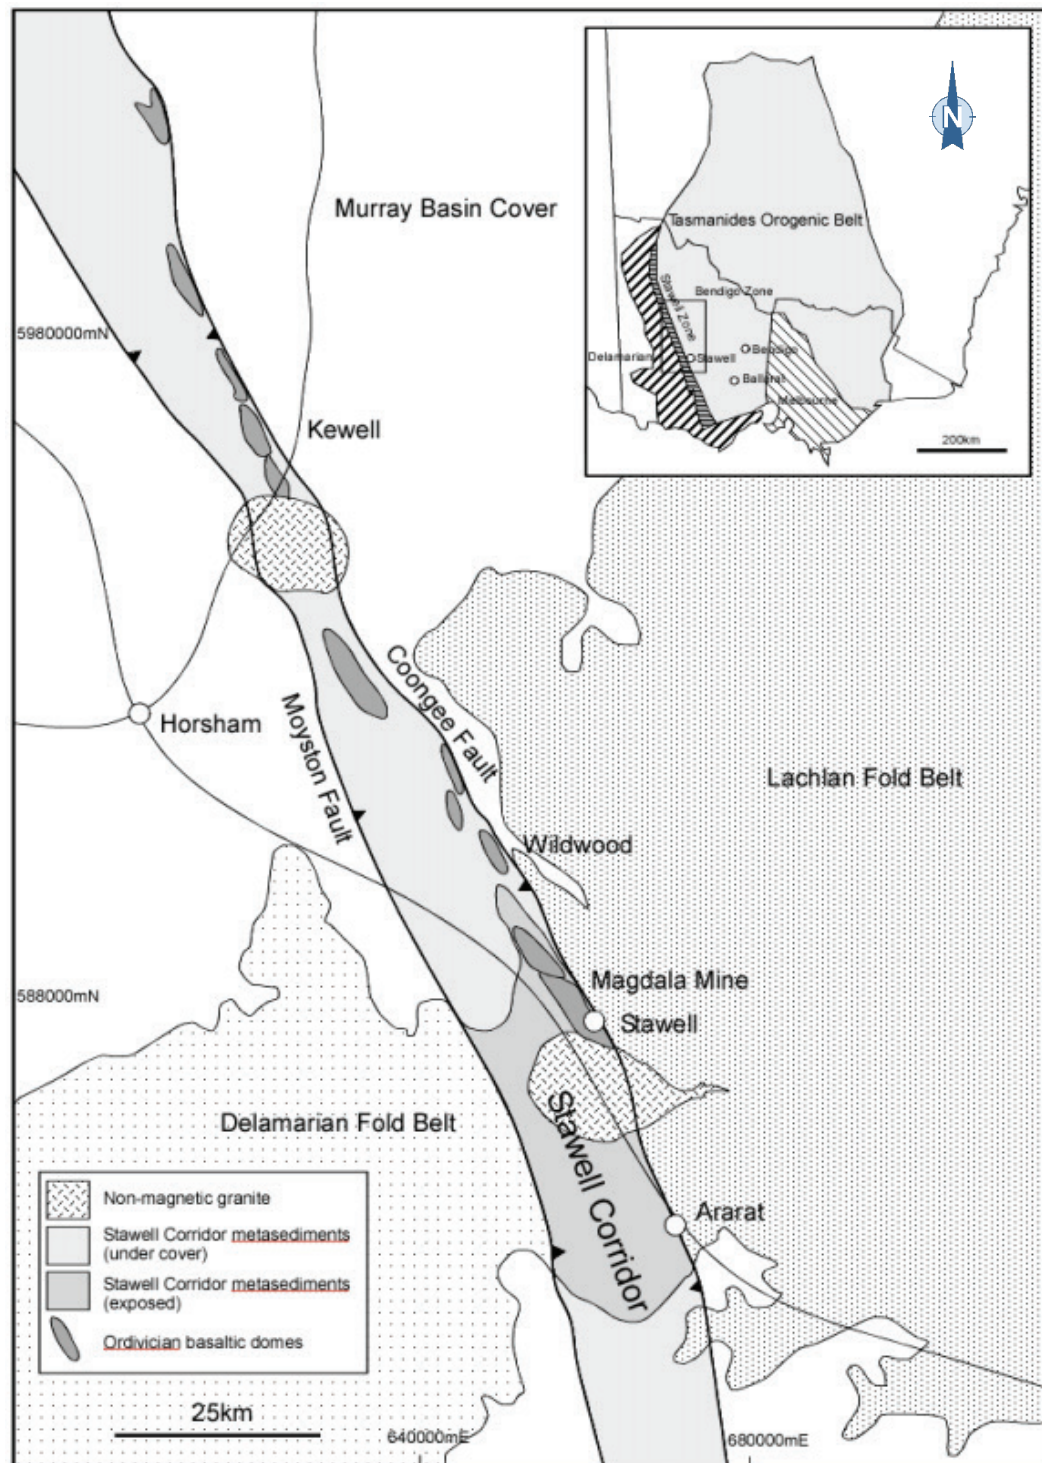 N
Tasmanides Orogenic Belt
Bendigo Zone
Stawell Zone
Delamarian
Stawell
Bendigo
Ballarat
Melbourne
200km
Murray Basin Cover
5980000mN
Kewell
Coongee Fault
Horsham
Moyston Fault
Lachlan Fold Belt
Wildwood
Magdala Mine
588000mN
Stawell
Delamarian Fold Belt
Stawell Corridor
Ararat
Non-magnetic granite
Stawell Corridor metasediments
(under cover)
Stawell Corridor metasediments
(exposed)
Ordivician basaltic domes
25km
640000mE
680000mE